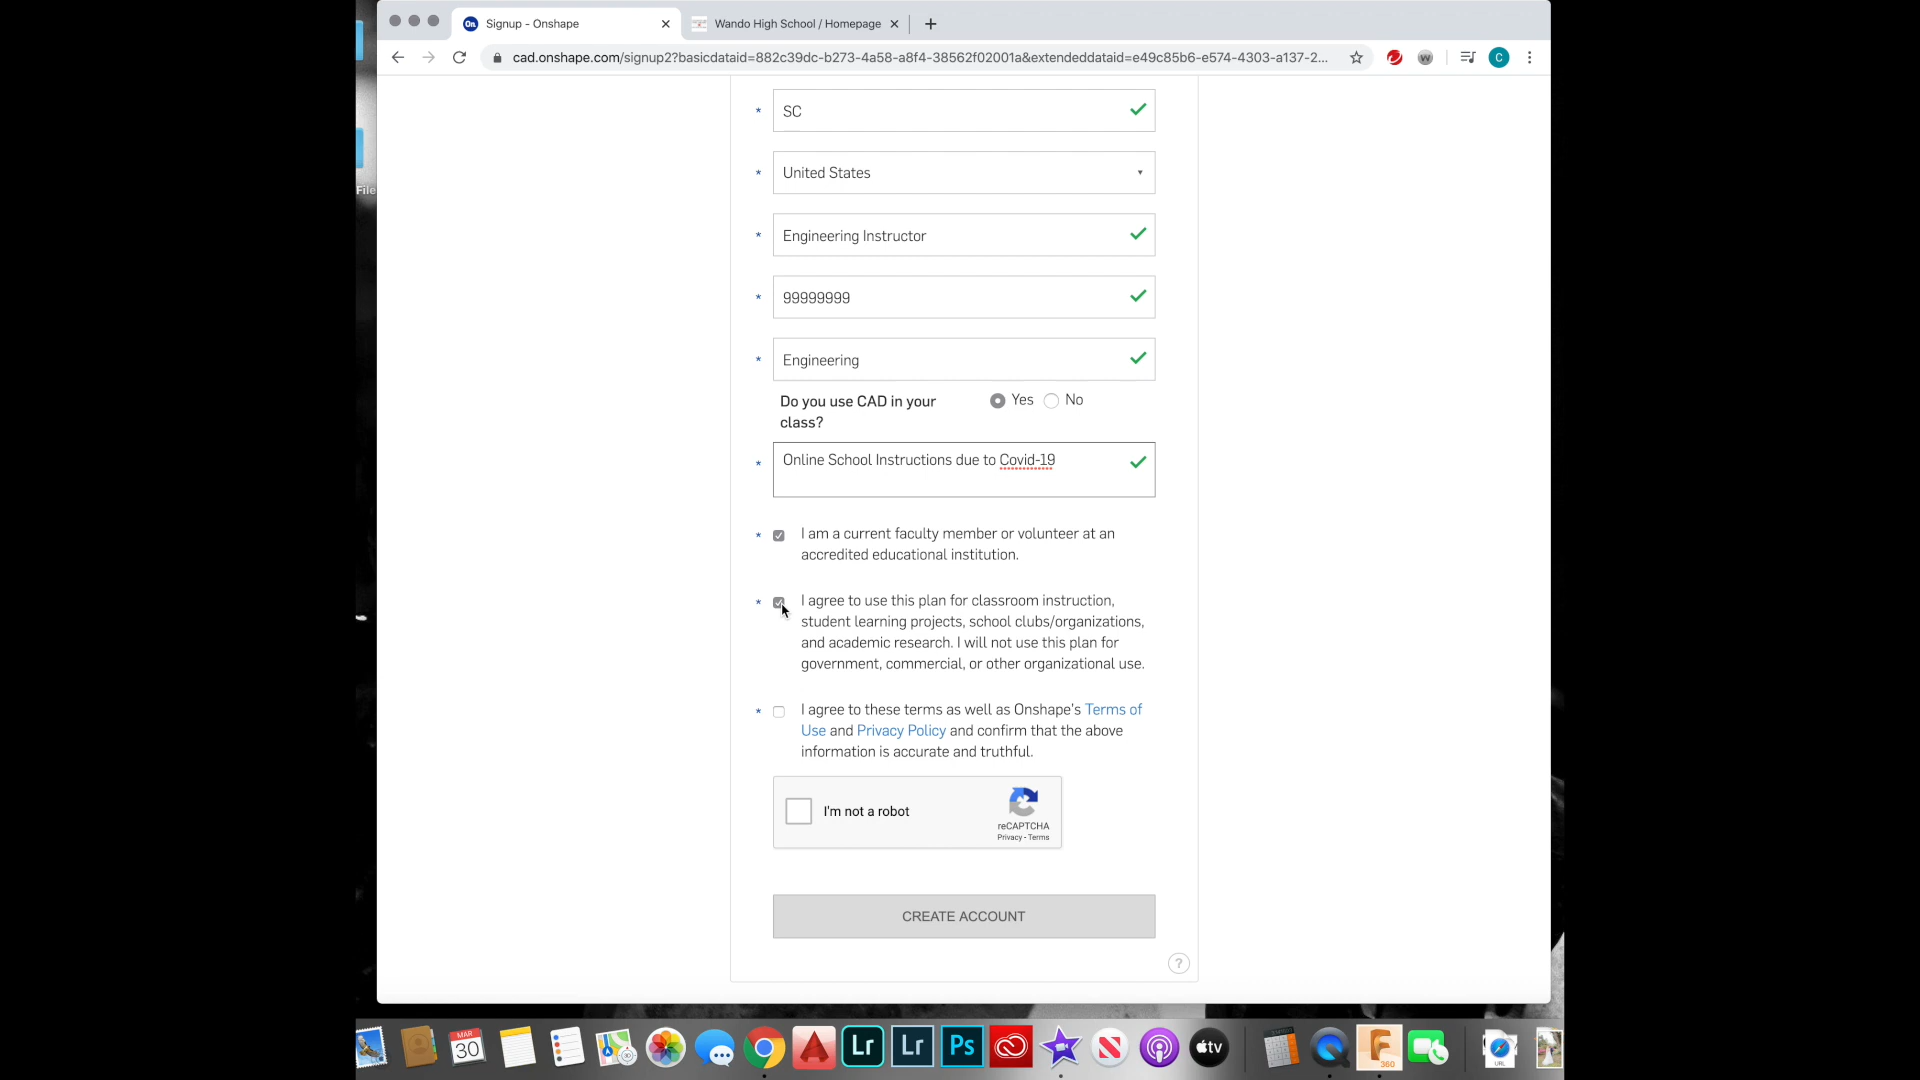 Signup - Onshape
Wando High School / Homepage
cad.onshape.com/signup2?basicdataid=882c39dc-b273-4a58-a8f4-38562f02001a&extendeddataid=e49c85b6-e574-4303-a137-2...
W
C
File
* SC
* United States
* Engineering Instructor
* 99999999
* Engineering
Do you use CAD in your
class?
Yes
No
* Online School Instructions due to Covid-19
* I am a current faculty member or volunteer at an
accredited educational institution.
* I agree to use this plan for classroom instruction,
student learning projects, school clubs/organizations,
and academic research. I will not use this plan for
government, commercial, or other organizational use.
* I agree to these terms as well as Onshape's Terms of
Use and Privacy Policy and confirm that the above
information is accurate and truthful.
I'm not a robot
reCAPTCHA
Privacy - Terms
CREATE ACCOUNT
?
MAR
30
Lr
Lr
Ps
tv
F
360
URL